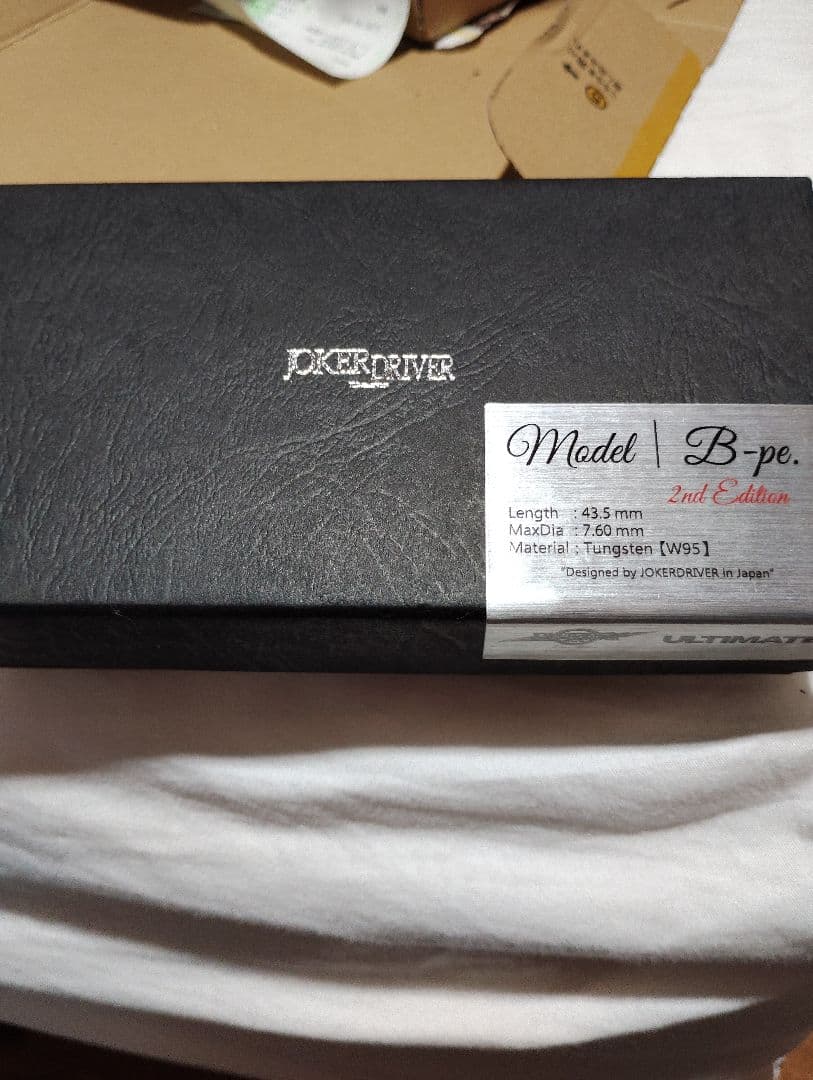 JOKERDRIVER
Model | B-pe.
2nd Edition
Length : 43.5 mm
MaxDia : 7.60 mm
Material : Tungsten【W95】
"Designed by JOKERDRIVER in Japan"
ULTIMATE